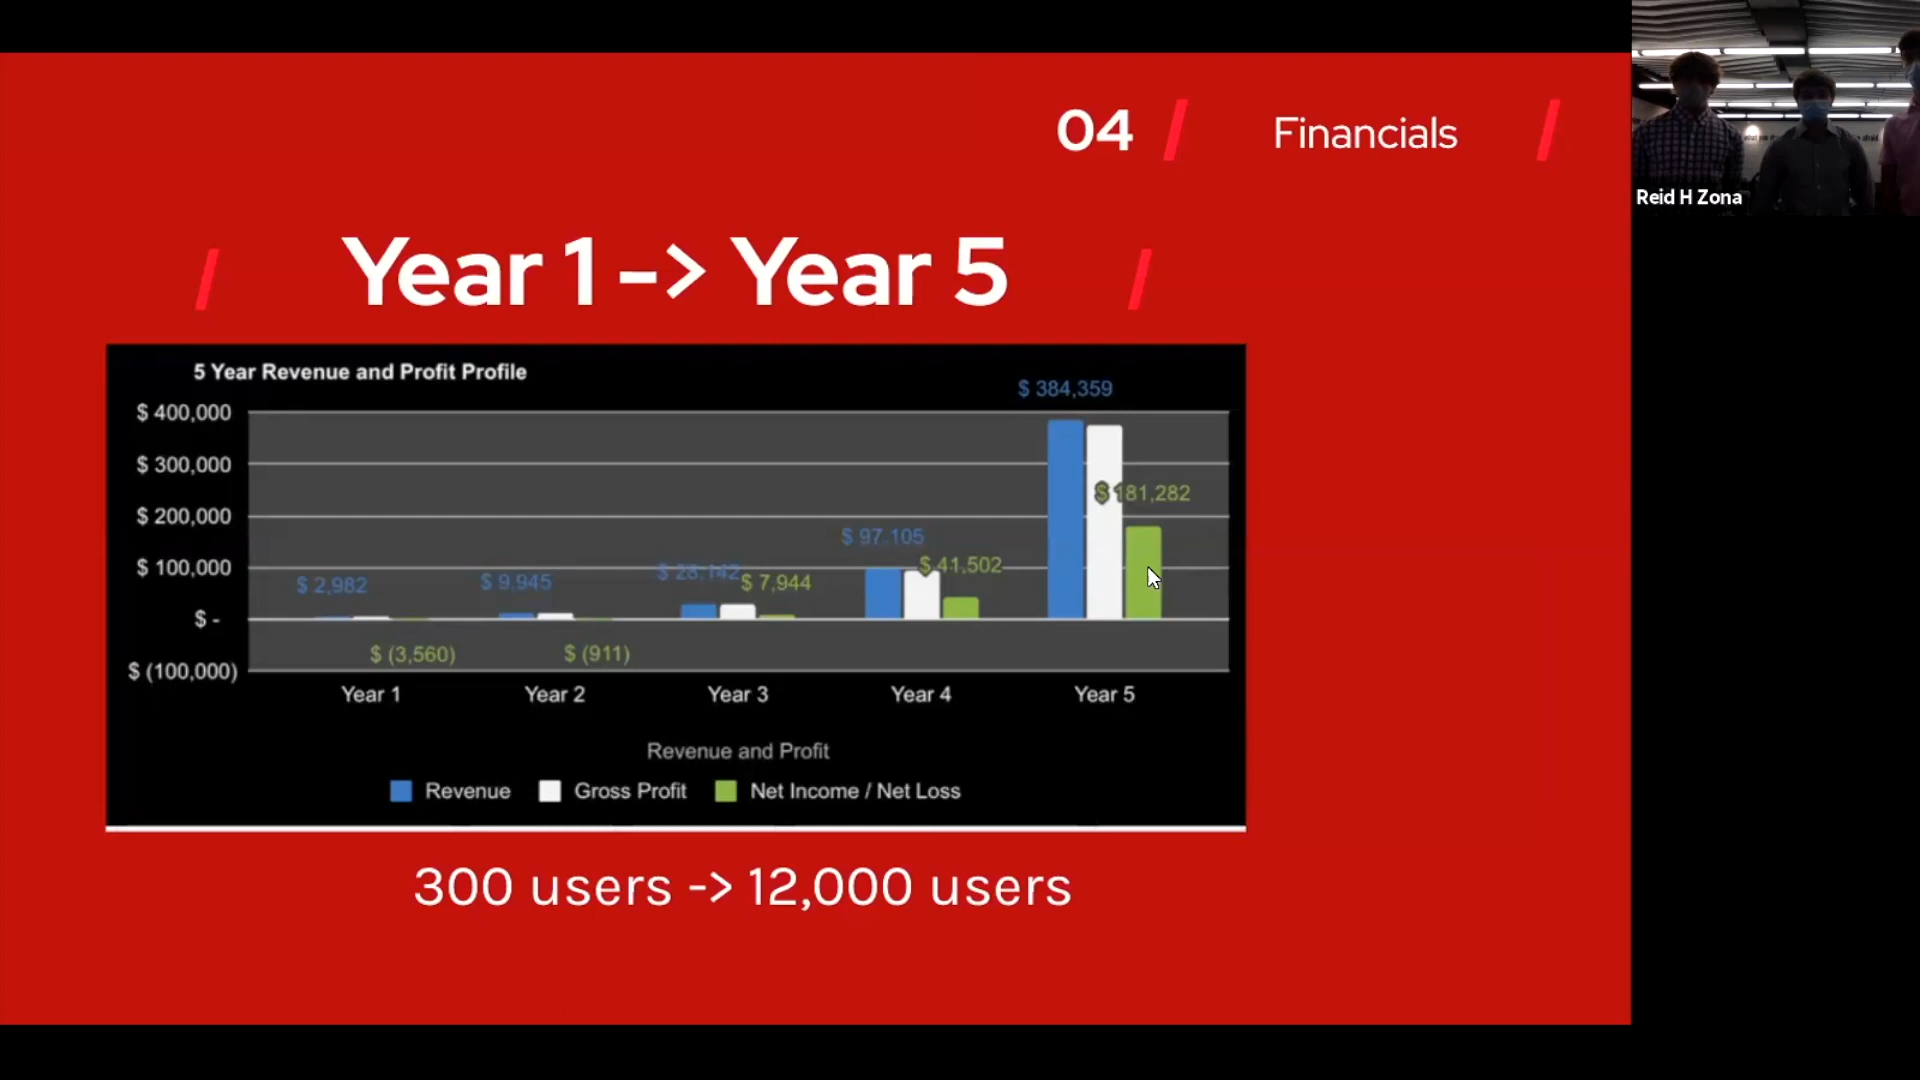 04 / Financials /
/ Year 1 -> Year 5 /
5 Year Revenue and Profit Profile
$ 384,359
$ 400,000
$ 300,000
$ 181,282
$ 200,000
$ 97,105
$ 100,000
$ 41,502
$ 2,982
$ 9,945
$ 28,142
$ 7,944
$ -
$ (3,560)
$ (911)
$ (100,000)
Year 1 Year 2 Year 3 Year 4 Year 5
Revenue and Profit
Revenue Gross Profit Net Income / Net Loss
300 users -> 12,000 users
Reid H Zona